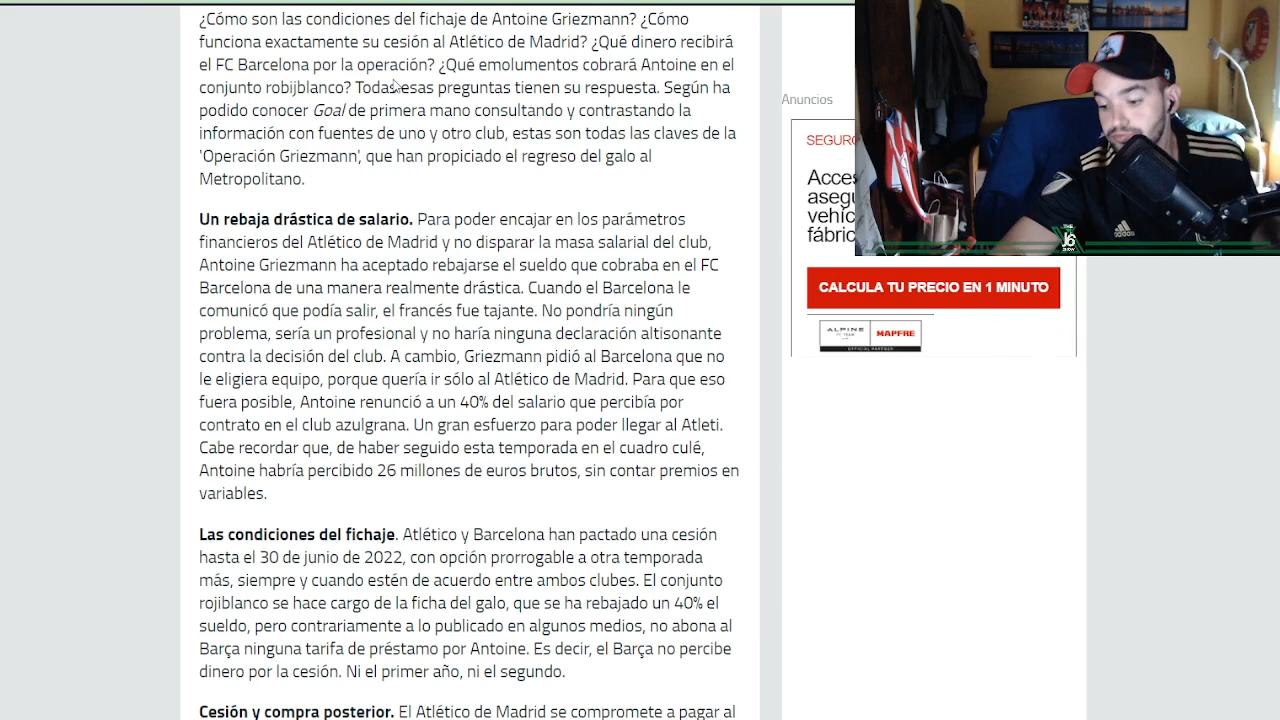 ¿Cómo son las condiciones del fichaje de Antoine Griezmann? ¿Cómo
funciona exactamente su cesión al Atlético de Madrid? ¿Qué dinero recibirá
el FC Barcelona por la operación? ¿Qué emolumentos cobrará Antoine en el
conjunto robijblanco? Todas esas preguntas tienen su respuesta. Según ha
podido conocer Goal de primera mano consultando y contrastando la
información con fuentes de uno y otro club, estas son todas las claves de la
'Operación Griezmann', que han propiciado el regreso del galo al
Metropolitano.
Un rebaja drástica de salario. Para poder encajar en los parámetros
financieros del Atlético de Madrid y no disparar la masa salarial del club,
Antoine Griezmann ha aceptado rebajarse el sueldo que cobraba en el FC
Barcelona de una manera realmente drástica. Cuando el Barcelona le
comunicó que podía salir, el francés fue tajante. No pondría ningún
problema, sería un profesional y no haría ninguna declaración altisonante
contra la decisión del club. A cambio, Griezmann pidió al Barcelona que no
le eligiera equipo, porque quería ir sólo al Atlético de Madrid. Para que eso
fuera posible, Antoine renunció a un 40% del salario que percibía por
contrato en el club azulgrana. Un gran esfuerzo para poder llegar al Atleti.
Cabe recordar que, de haber seguido esta temporada en el cuadro culé,
Antoine habría percibido 26 millones de euros brutos, sin contar premios en
variables.
Las condiciones del fichaje. Atlético y Barcelona han pactado una cesión
hasta el 30 de junio de 2022, con opción prorrogable a otra temporada
más, siempre y cuando estén de acuerdo entre ambos clubes. El conjunto
rojiblanco se hace cargo de la ficha del galo, que se ha rebajado un 40% el
sueldo, pero contrariamente a lo publicado en algunos medios, no abona al
Barça ninguna tarifa de préstamo por Antoine. Es decir, el Barça no percibe
dinero por la cesión. Ni el primer año, ni el segundo.
Cesión y compra posterior. El Atlético de Madrid se compromete a pagar al
Anuncios
SEGURO
Acces
asegu
vehíc
fábric
CALCULA TU PRECIO EN 1 MINUTO
ALPINE
MAPFRE
OFFICIAL PARTNER
adidas
THE
J6